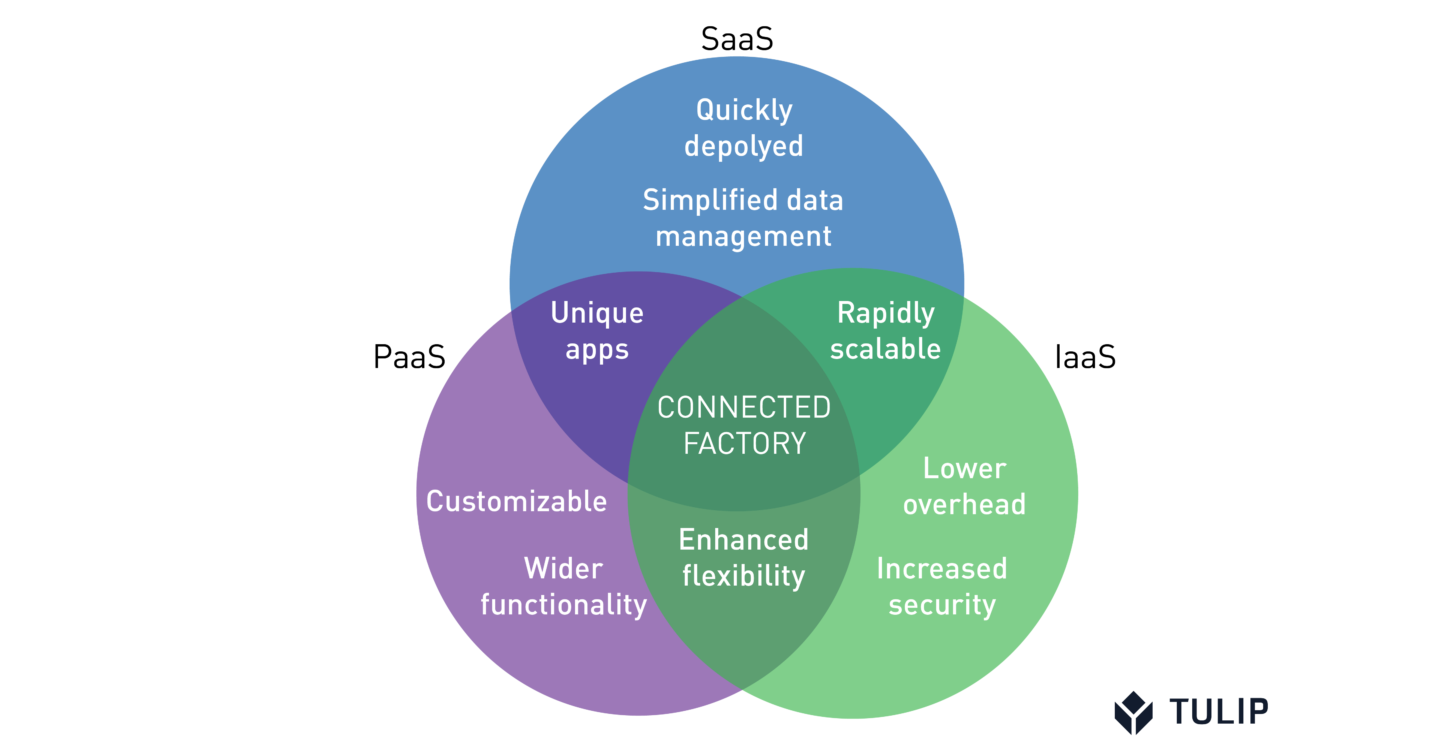 SaaS
Quickly
depolyed
Simplified data
management
Unique
apps
Rapidly
scalable
PaaS
IaaS
CONNECTED
FACTORY
Customizable
Lower
overhead
Enhanced
flexibility
Wider
functionality
Increased
security
TULIP